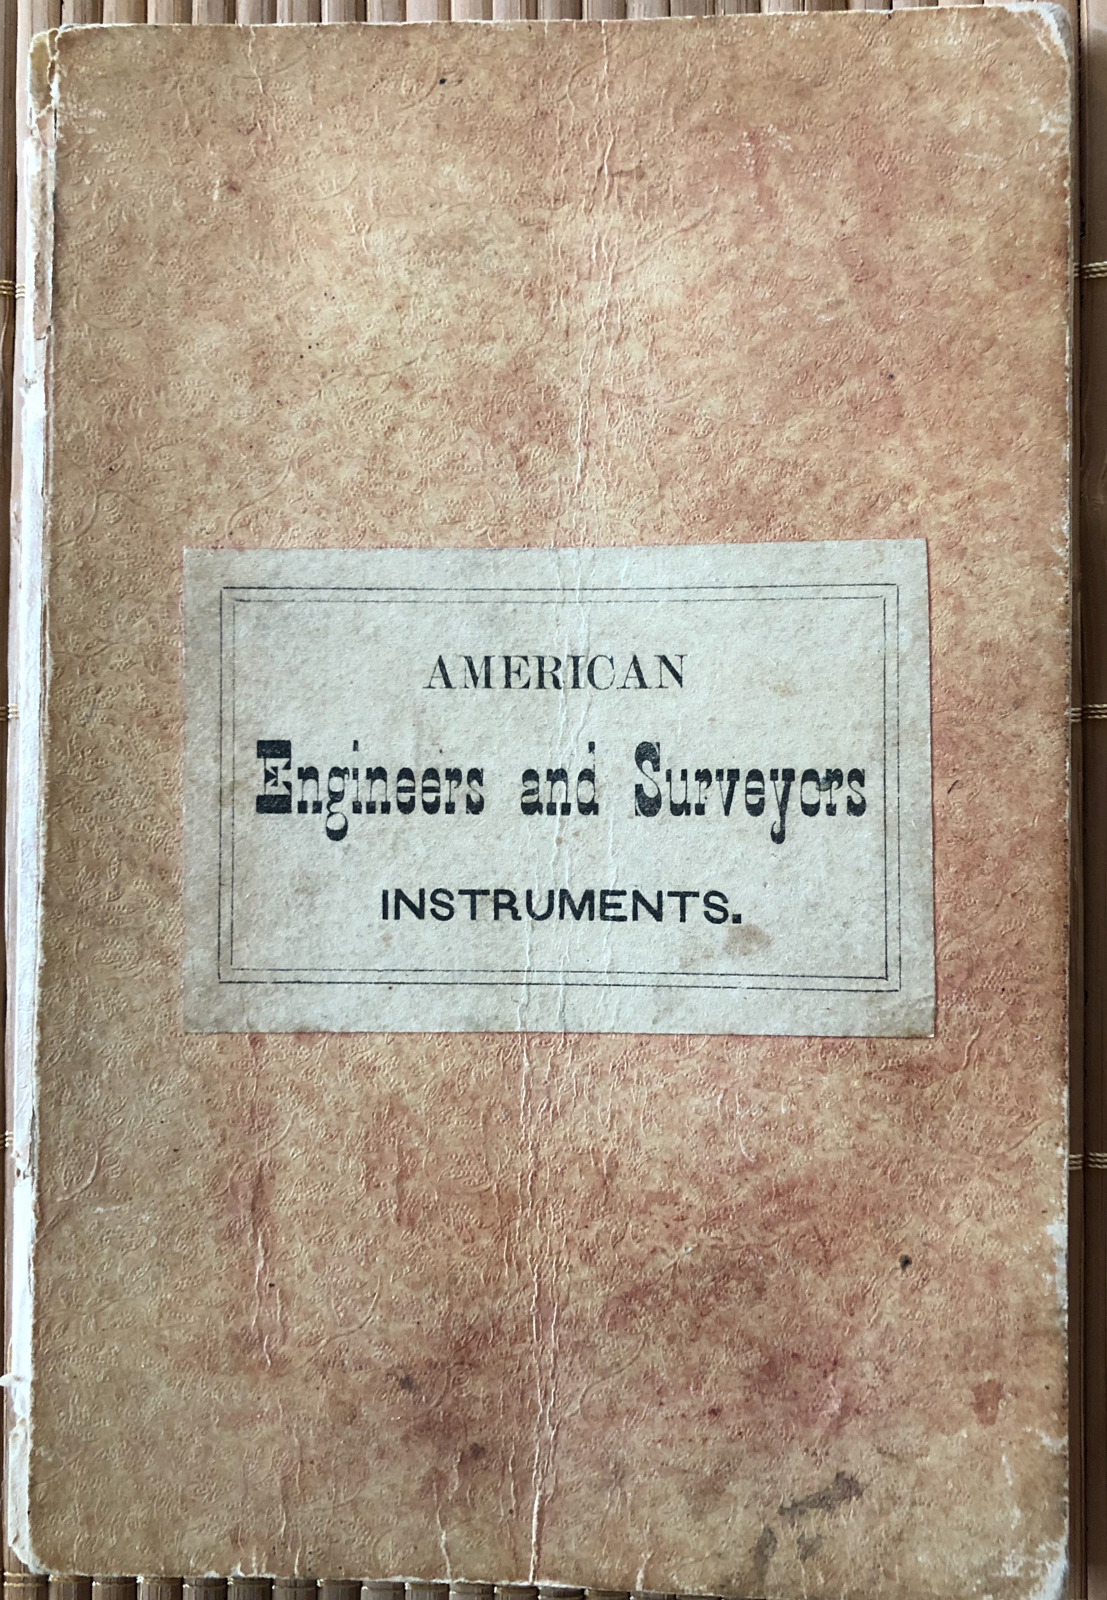 AMERICAN
Engineers and Surveyors
INSTRUMENTS.